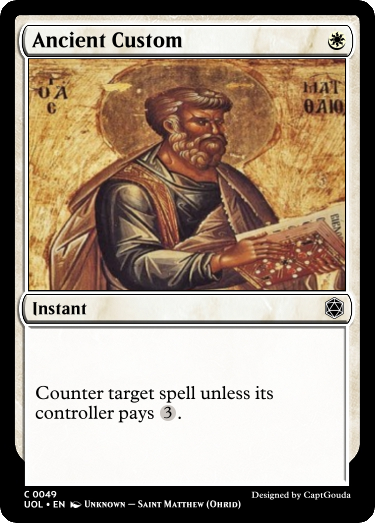 Ancient Custom
Ο ΑΓ
С
ΜΑΤ
ΘΑΙΟ
Instant
Counter target spell unless its
controller pays 3.
C 0049
UOL • EN Unknown — Saint Matthew (Ohrid)
Designed by CaptGouda